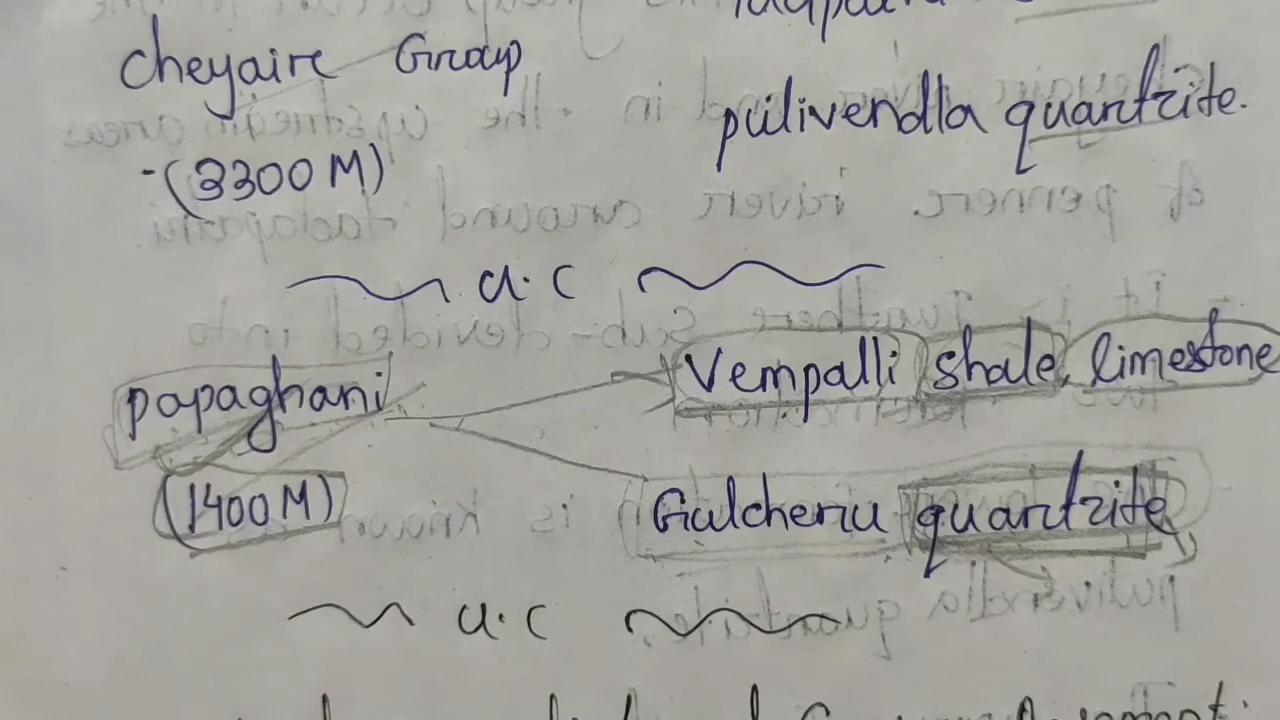 cheyaire Group
pulivendla quartzite.
(3300 M)
u.c
papaghani
Vempalli shale, limestone
(1400 M)
Gulcheru quartzite
u.c